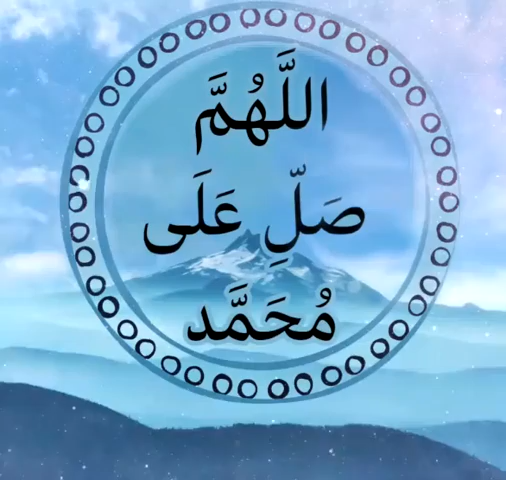 اللَّهُمَّ
صَلِّ عَلَى
مُحَمَّد